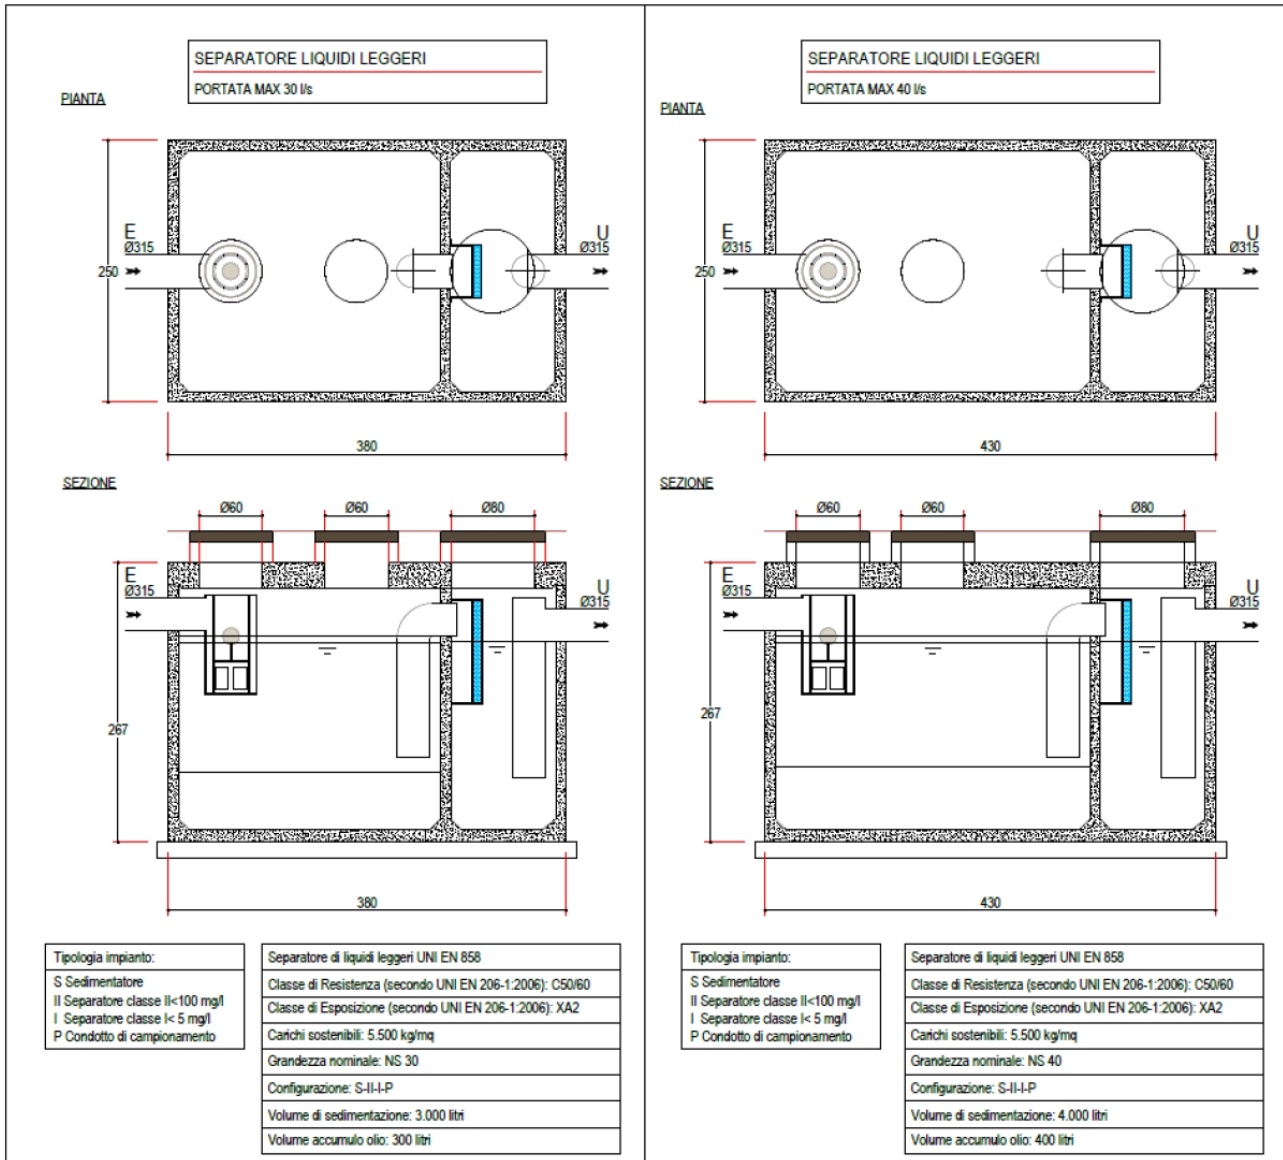 SEPARATORE LIQUIDI LEGGERI
PORTATA MAX 30 l/s
PIANTA
E
Ø315
U
Ø315
250
380
SEZIONE
Ø60
Ø60
Ø80
E
Ø315
U
Ø315
267
380
Tipologia impianto:
S Sedimentatore
II Separatore classe II<100 mg/l
I Separatore classe I< 5 mg/l
P Condotto di campionamento
Separatore di liquidi leggeri UNI EN 858
Classe di Resistenza (secondo UNI EN 206-1:2006): C50/60
Classe di Esposizione (secondo UNI EN 206-1:2006): XA2
Carichi sostenibili: 5.500 kg/mq
Grandezza nominale: NS 30
Configurazione: S-II-I-P
Volume di sedimentazione: 3.000 litri
Volume accumulo olio: 300 litri
SEPARATORE LIQUIDI LEGGERI
PORTATA MAX 40 l/s
PIANTA
E
Ø315
U
Ø315
250
430
SEZIONE
Ø60
Ø60
Ø80
E
Ø315
U
Ø315
267
430
Tipologia impianto:
S Sedimentatore
II Separatore classe II<100 mg/l
I Separatore classe I< 5 mg/l
P Condotto di campionamento
Separatore di liquidi leggeri UNI EN 858
Classe di Resistenza (secondo UNI EN 206-1:2006): C50/60
Classe di Esposizione (secondo UNI EN 206-1:2006): XA2
Carichi sostenibili: 5.500 kg/mq
Grandezza nominale: NS 40
Configurazione: S-II-I-P
Volume di sedimentazione: 4.000 litri
Volume accumulo olio: 400 litri